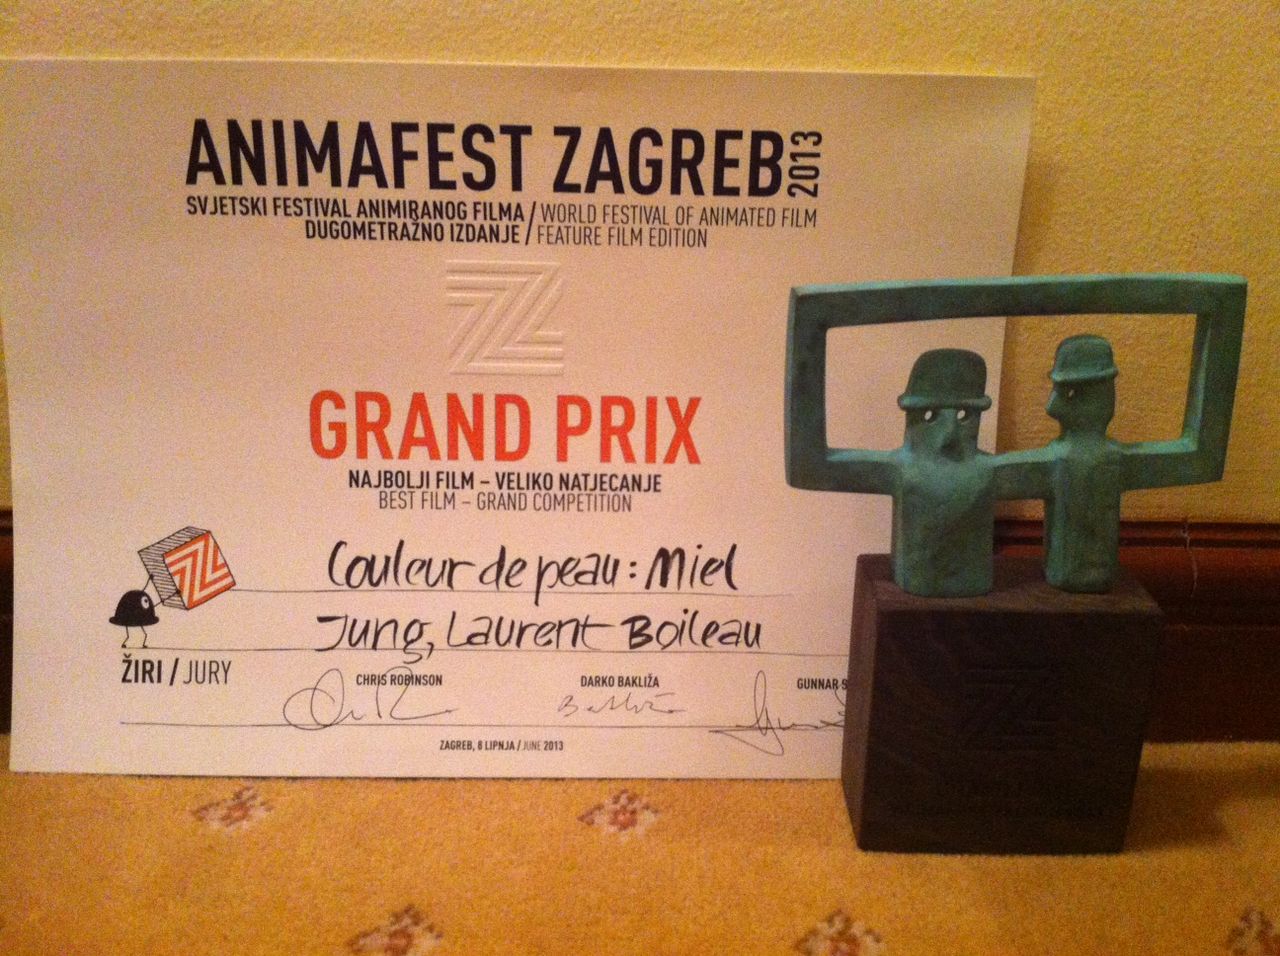 ANIMAFEST ZAGREB 2013
SVJETSKI FESTIVAL ANIMIRANOG FILMA / WORLD FESTIVAL OF ANIMATED FILM
DUGOMETRAŽNO IZDANJE / FEATURE FILM EDITION
GRAND PRIX
NAJBOLJI FILM – VELIKO NATJECANJE
BEST FILM – GRAND COMPETITION
Couleur de peau : Miel
Jung, Laurent Boileau
ŽIRI / JURY
CHRIS ROBINSON DARKO BAKLIŽA GUNNAR S
ZAGREB, 8 LIPNJA / JUNE 2013